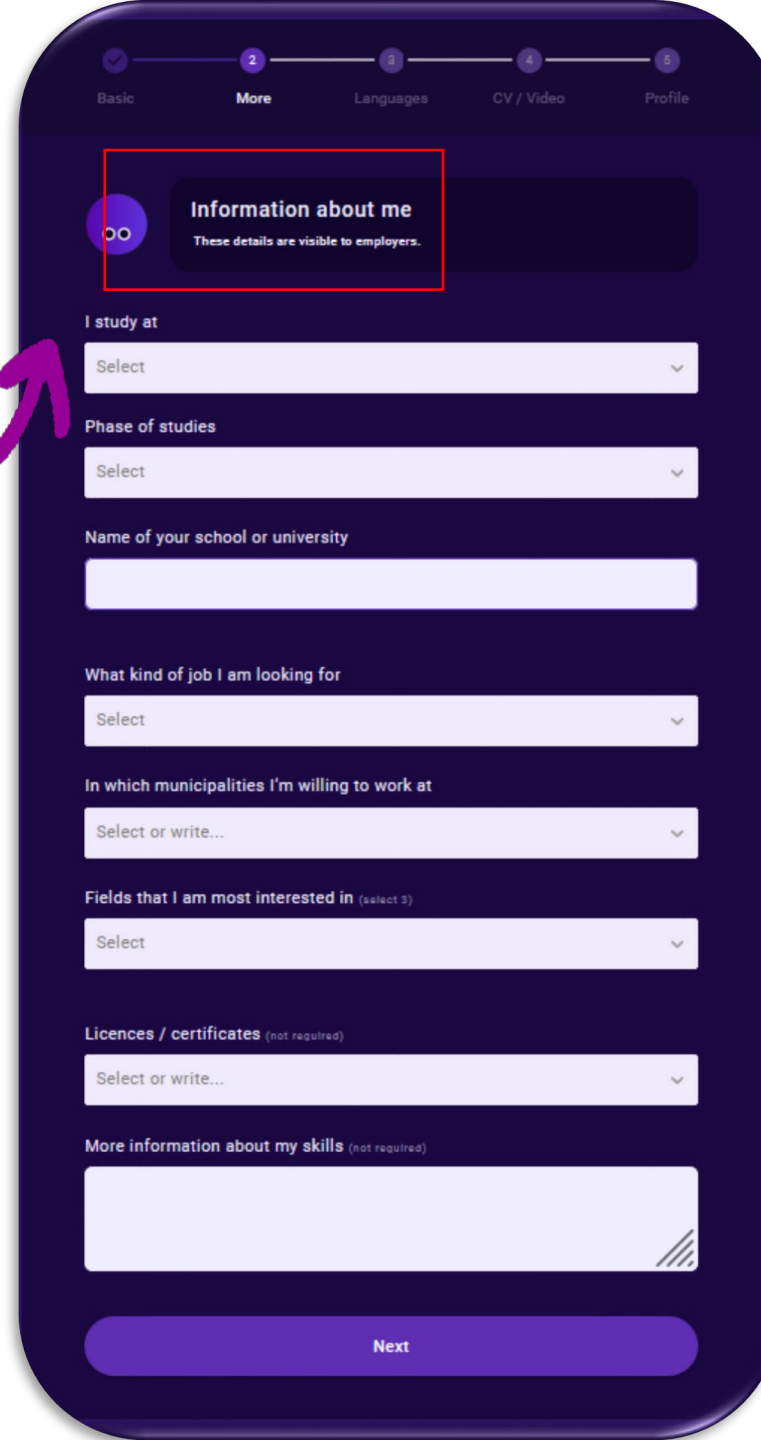 2 3 4 5
Basic More Languages CV / Video Profile
Information about me
These details are visible to employers.
I study at
Select
Phase of studies
Select
Name of your school or university
What kind of job I am looking for
Select
In which municipalities I'm willing to work at
Select or write...
Fields that I am most interested in (select 3)
Select
Licences / certificates (not required)
Select or write...
More information about my skills (not required)
Next